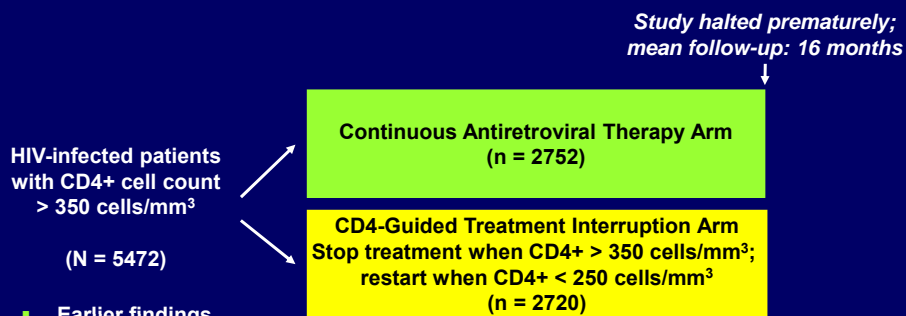 Study halted prematurely;
mean follow-up: 16 months
Continuous Antiretroviral Therapy Arm
(n = 2752)
HIV-infected patients
with CD4+ cell count
> 350 cells/mm³
(N = 5472)
CD4-Guided Treatment Interruption Arm
Stop treatment when CD4+ > 350 cells/mm³;
restart when CD4+ < 250 cells/mm³
(n = 2720)
Earlier findings